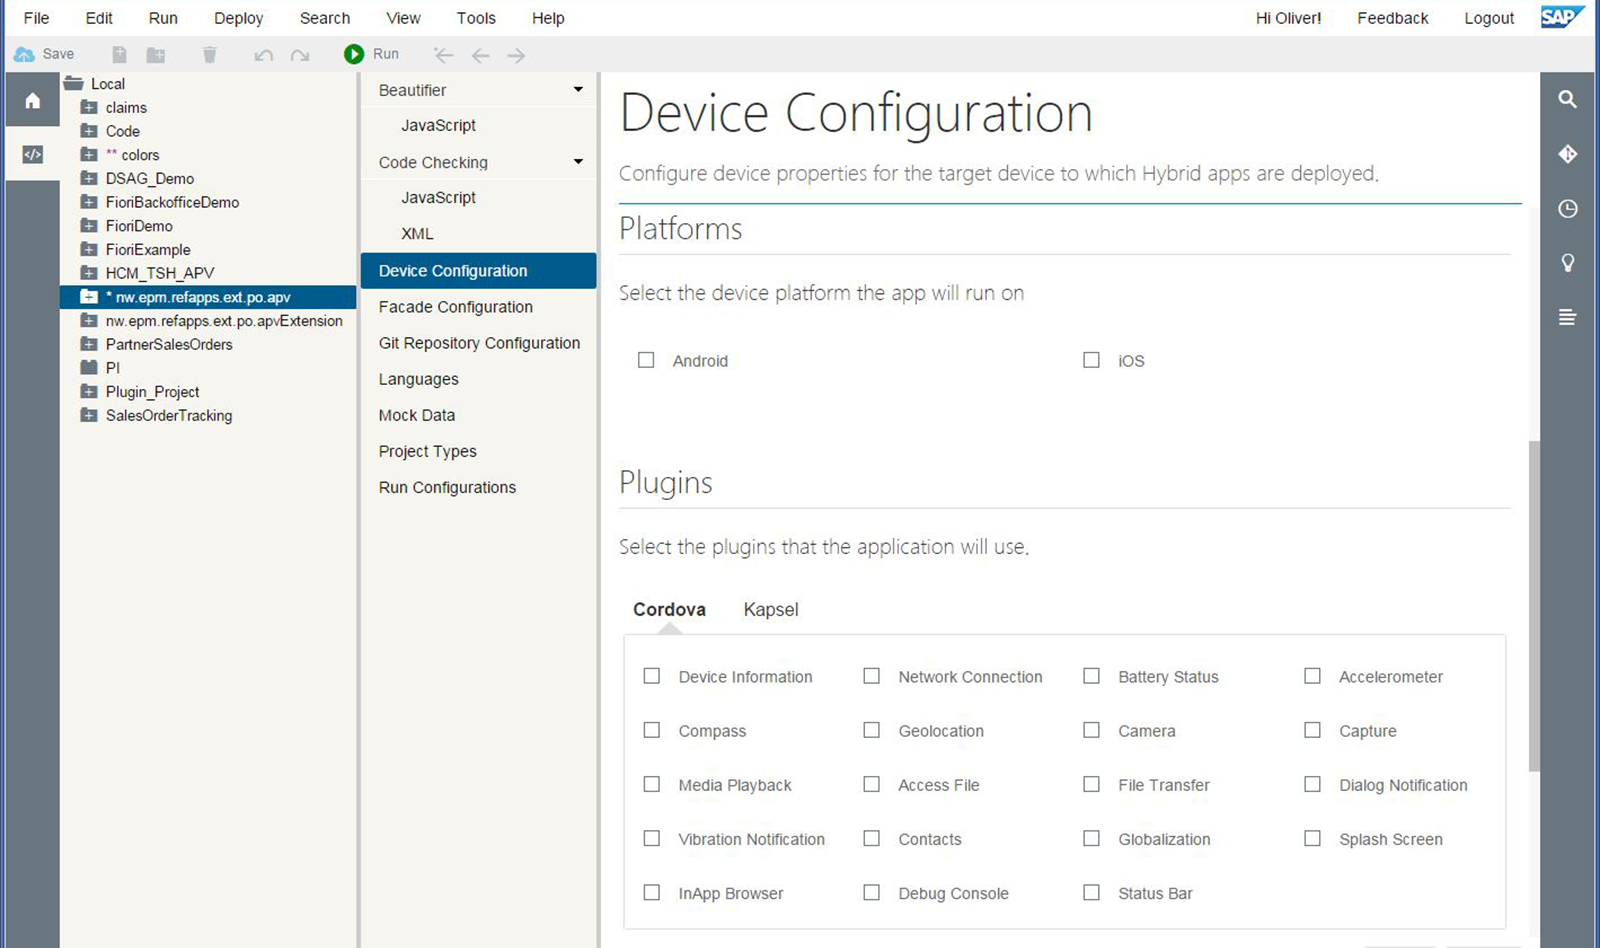 File Edit Run Deploy Search View Tools Help Hi Oliver! Feedback Logout SAP
Save Run
Local
claims
Code
** colors
DSAG_Demo
FioriBackofficeDemo
FioriDemo
FioriExample
HCM_TSH_APV
* nw.epm.refapps.ext.po.apv
nw.epm.refapps.ext.po.apvExtension
PartnerSalesOrders
PI
Plugin_Project
SalesOrderTracking
Beautifier
JavaScript
Code Checking
JavaScript
XML
Device Configuration
Facade Configuration
Git Repository Configuration
Languages
Mock Data
Project Types
Run Configurations
Device Configuration
Configure device properties for the target device to which Hybrid apps are deployed.
Platforms
Select the device platform the app will run on
Android iOS
Plugins
Select the plugins that the application will use.
Cordova Kapsel
Device Information Network Connection Battery Status Accelerometer
Compass Geolocation Camera Capture
Media Playback Access File File Transfer Dialog Notification
Vibration Notification Contacts Globalization Splash Screen
InApp Browser Debug Console Status Bar